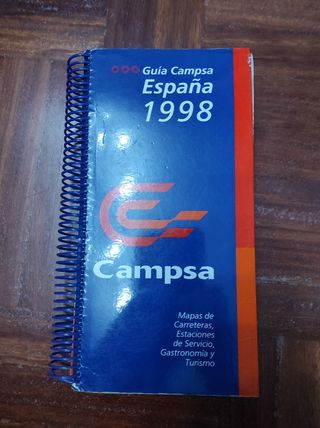 Guía Campsa
España
1998
Campsa
Mapas de
Carreteras,
Estaciones
de Servicio,
Gastronomía y
Turismo